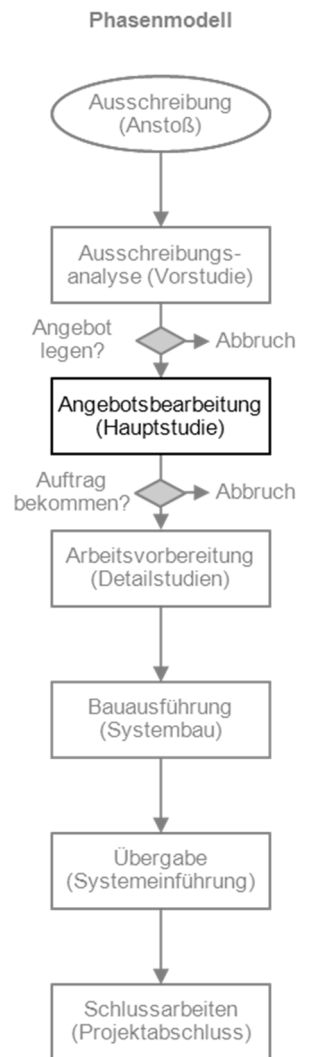 Phasenmodell
Ausschreibung
(Anstoß)
Ausschreibungs-
analyse (Vorstudie)
Angebot
legen?
Abbruch
Angebotsbearbeitung
(Hauptstudie)
Auftrag
bekommen?
Abbruch
Arbeitsvorbereitung
(Detailstudien)
Bauausführung
(Systembau)
Übergabe
(Systemeinführung)
Schlussarbeiten
(Projektabschluss)